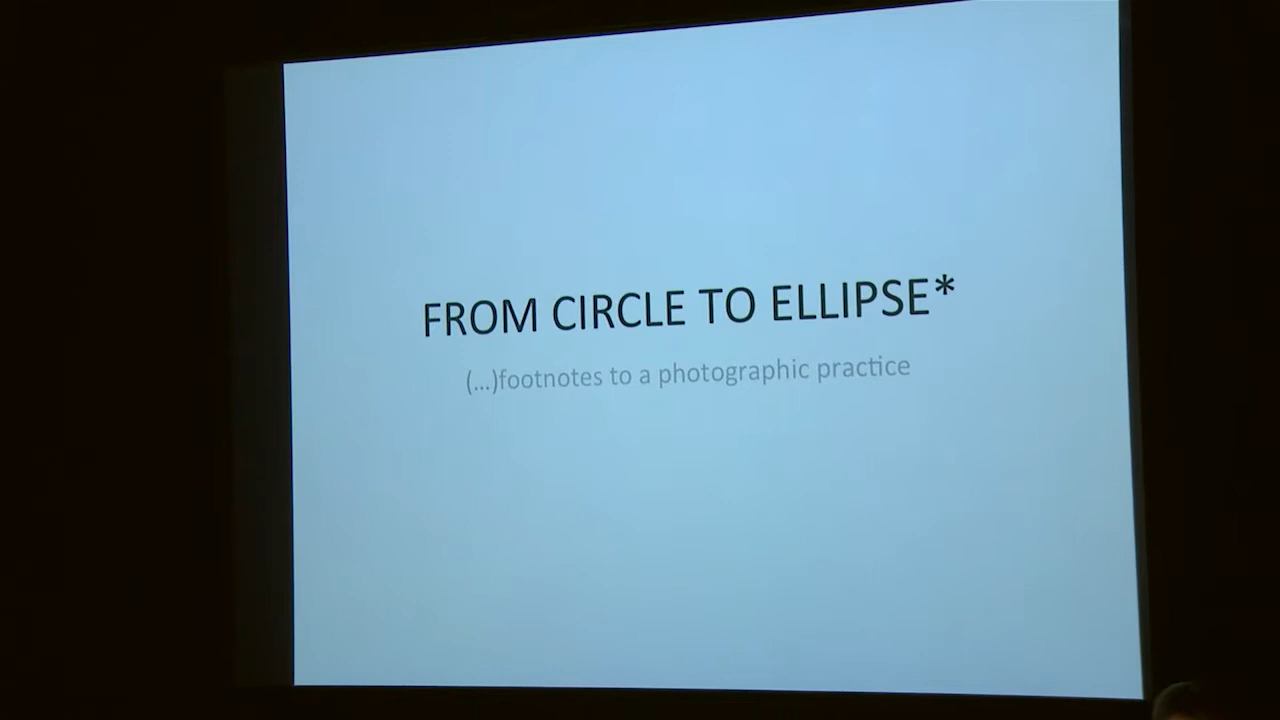 FROM CIRCLE TO ELLIPSE*
(...)footnotes to a photographic practice